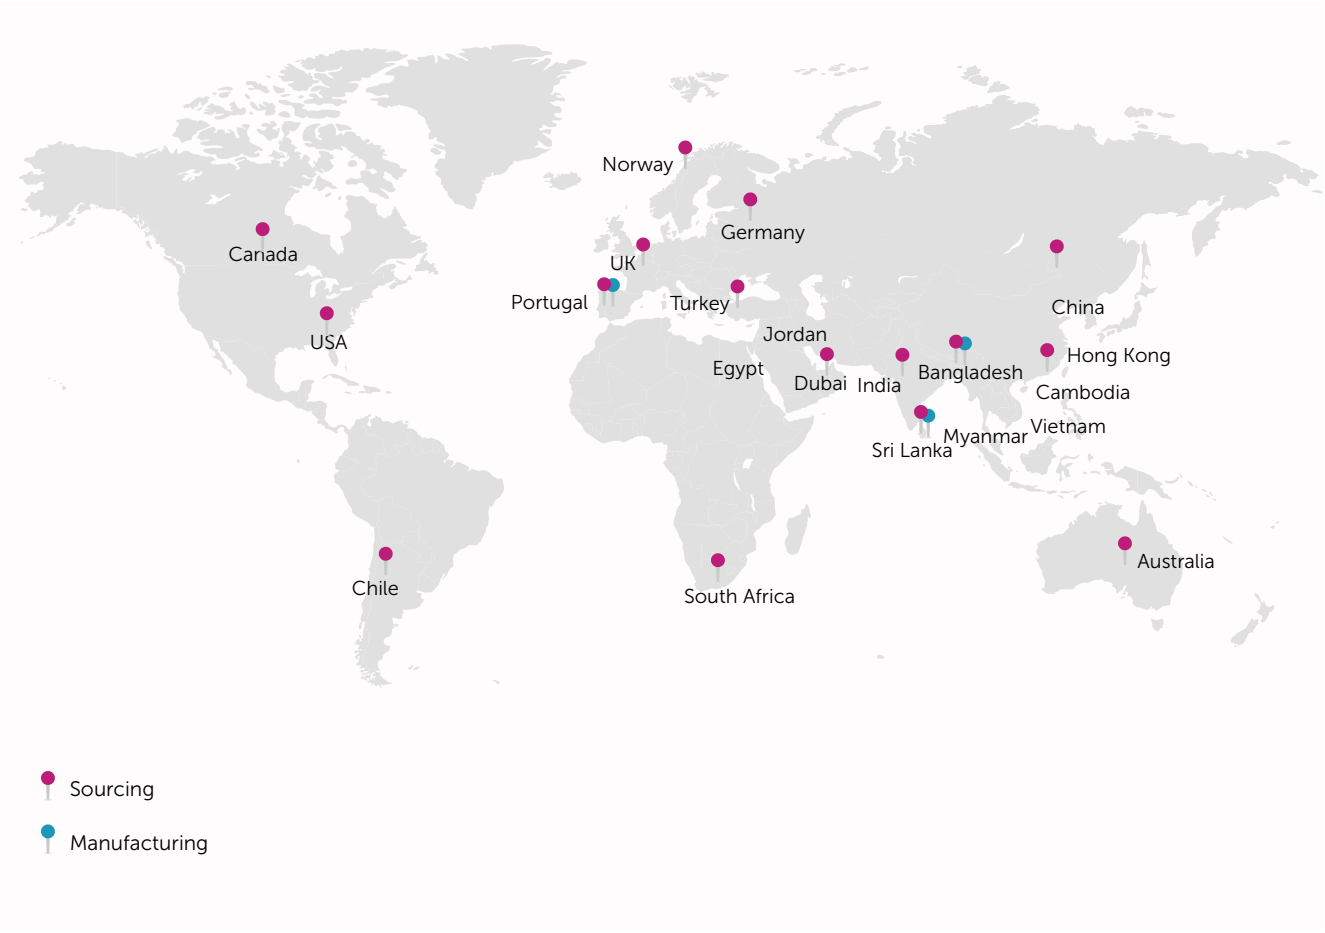 Norway
Germany
Canada
UK
Portugal
Turkey
China
USA
Jordan
Hong Kong
Egypt
Bangladesh
Dubai
India
Cambodia
Vietnam
Myanmar
Sri Lanka
Australia
Chile
South Africa
Sourcing
Manufacturing